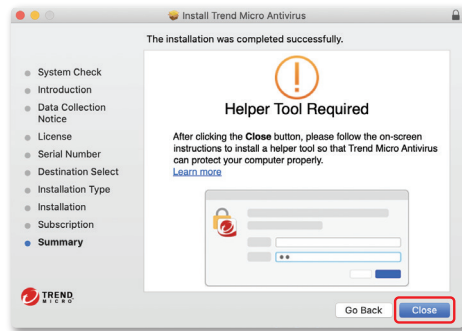 Install Trend Micro Antivirus
The installation was completed successfully.
System Check
Introduction
Data Collection
Notice
License
Serial Number
Destination Select
Installation Type
Installation
Subscription
Summary
Helper Tool Required
After clicking the Close button, please follow the on-screen
instructions to install a helper tool so that Trend Micro Antivirus
can protect your computer properly.
Learn more
TREND
MICRO
Go Back
Close